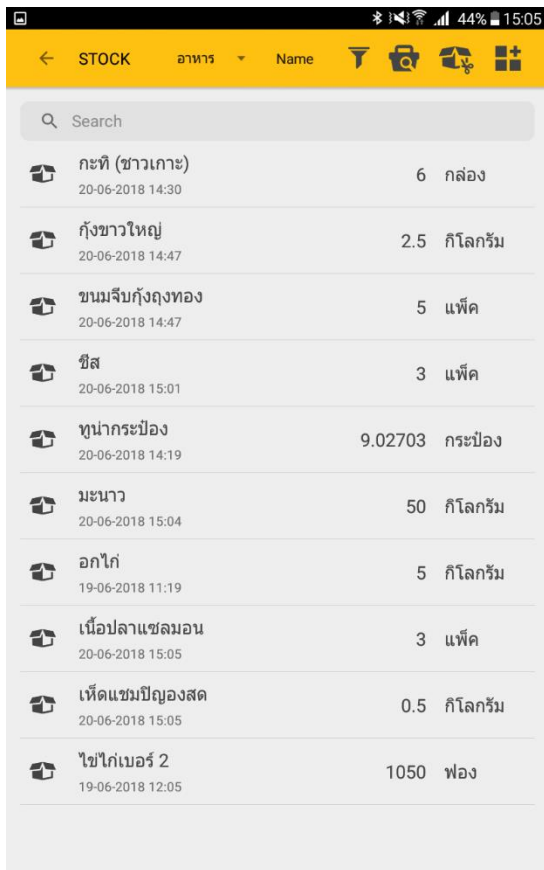 44% 15:05
STOCK อาหาร Name
Search
กะทิ (ชาวเกาะ) 6 กล่อง
20-06-2018 14:30
กุ้งขาวใหญ่ 2.5 กิโลกรัม
20-06-2018 14:47
ขนมจีบกุ้งถุงทอง 5 แพ็ค
20-06-2018 14:47
ชีส 3 แพ็ค
20-06-2018 15:01
ทูน่ากระป๋อง 9.02703 กระป๋อง
20-06-2018 14:19
มะนาว 50 กิโลกรัม
20-06-2018 15:04
อกไก่ 5 กิโลกรัม
19-06-2018 11:19
เนื้อปลาแซลมอน 3 แพ็ค
20-06-2018 15:05
เห็ดแชมปิญองสด 0.5 กิโลกรัม
20-06-2018 15:05
ไข่ไก่เบอร์ 2 1050 ฟอง
19-06-2018 12:05